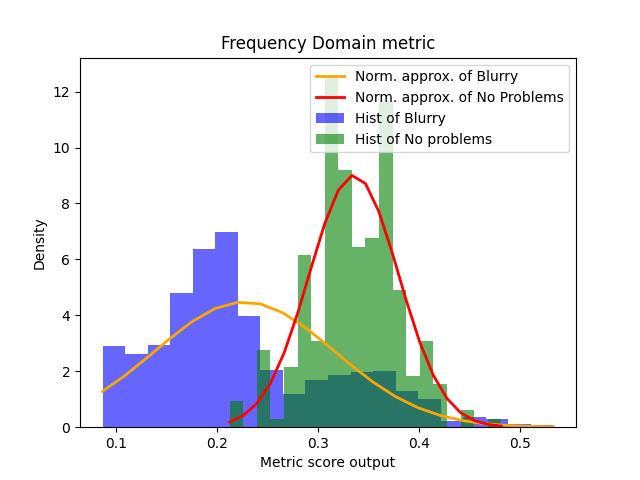 Frequency Domain metric
Norm. approx. of Blurry
Norm. approx. of No Problems
Hist of Blurry
Hist of No problems
Density
12
10
8
6
4
2
0
0.1 0.2 0.3 0.4 0.5
Metric score output